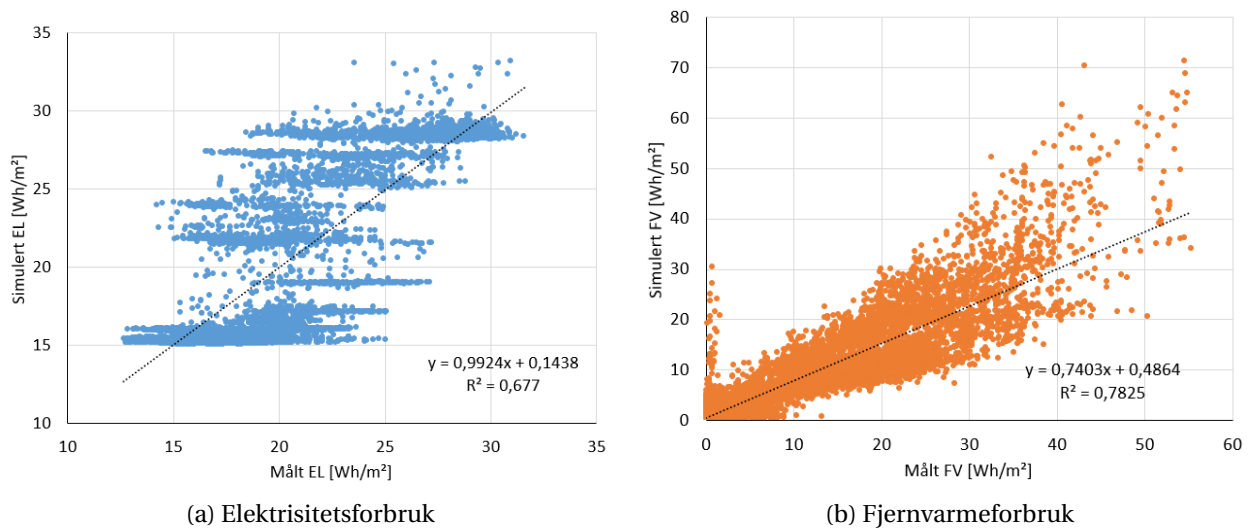 35
30
25
20
15
10
Simulert EL [Wh/m²]
y = 0,9924x + 0,1438
R² = 0,677
10 15 20 25 30 35
Målt EL [Wh/m²]
(a) Elektrisitetsforbruk
80
70
60
50
40
30
20
10
0
Simulert FV [Wh/m²]
y = 0,7403x + 0,4864
R² = 0,7825
0 10 20 30 40 50 60
Målt FV [Wh/m²]
(b) Fjernvarmeforbruk